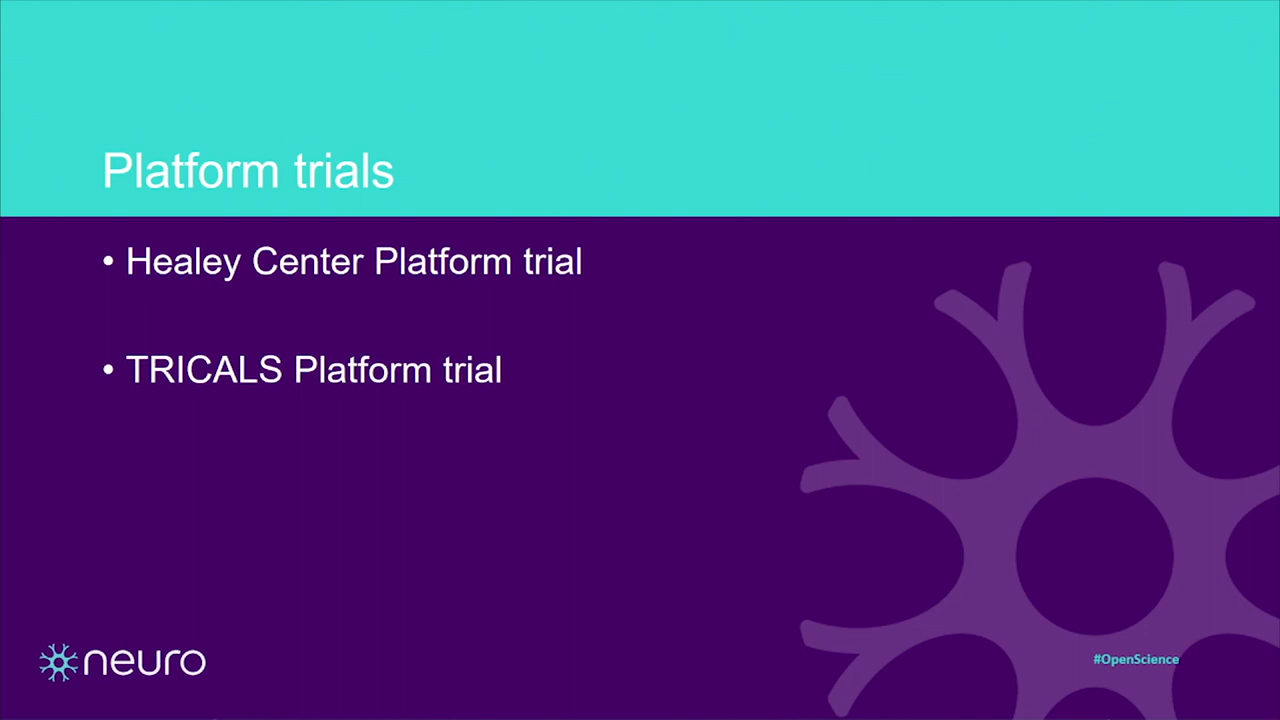 Platform trials
• Healey Center Platform trial
• TRICALS Platform trial
neuro
#OpenScience